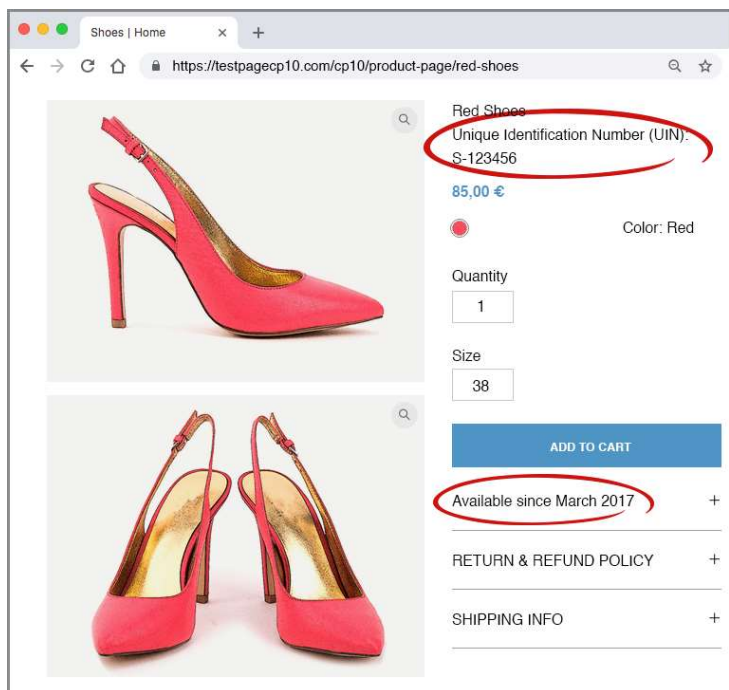 Shoes | Home
https://testpagecp10.com/cp10/product-page/red-shoes
Red Shoes
Unique Identification Number (UIN):
S-123456
85,00 €
Color: Red
Quantity
1
Size
38
ADD TO CART
Available since March 2017
RETURN & REFUND POLICY
SHIPPING INFO